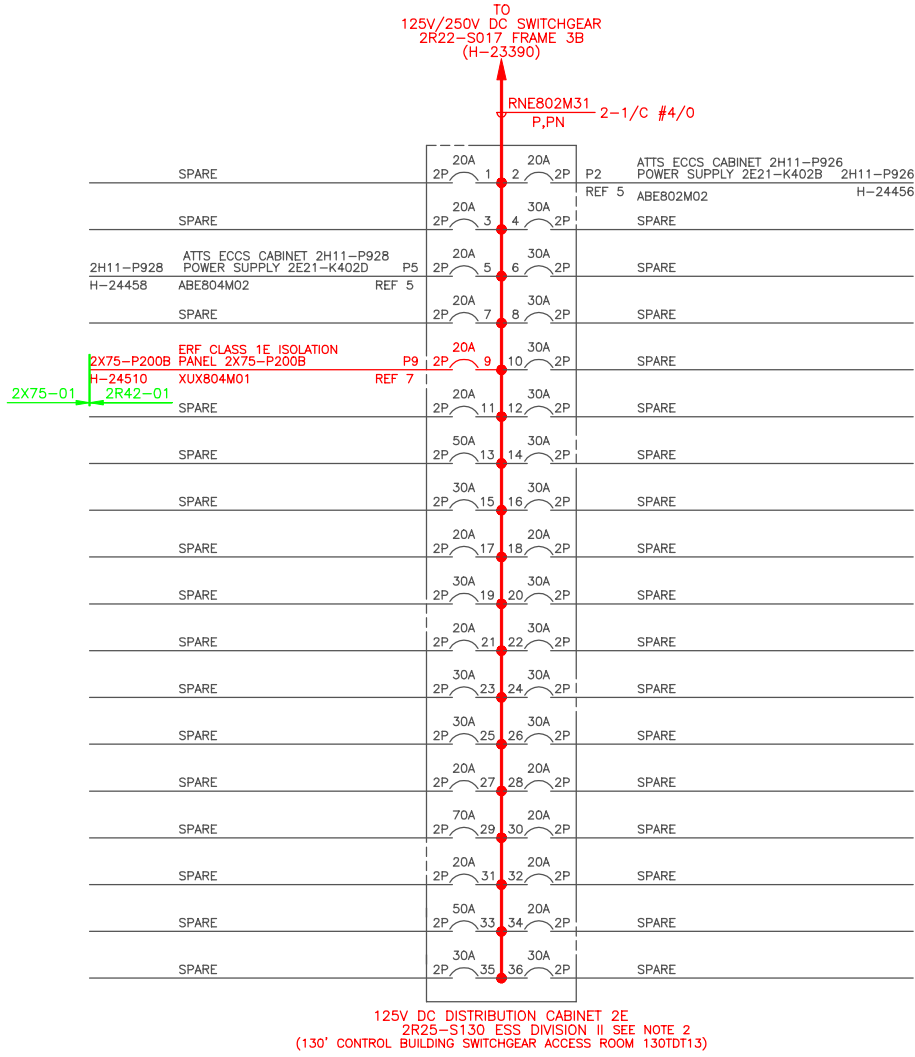 TO
125V/250V DC SWITCHGEAR
2R22-S017 FRAME 3B
(H-23390)
RNE802M31
P,PN
2-1/C #4/0
SPARE 2P 20A 1 2 20A 2P P2 ATTS ECCS CABINET 2H11-P926
POWER SUPPLY 2E21-K402B 2H11-P926
REF 5 ABE802M02 H-24456
SPARE 2P 20A 3 4 30A 2P SPARE
ATTS ECCS CABINET 2H11-P928
2H11-P928 POWER SUPPLY 2E21-K402D P5 2P 20A 5 6 30A 2P SPARE
H-24458 ABE804M02 REF 5
SPARE 2P 20A 7 8 30A 2P SPARE
ERF CLASS 1E ISOLATION
2X75-P200B PANEL 2X75-P200B P9 2P 20A 9 10 30A 2P SPARE
H-24510 XUX804M01 REF 7
2X75-01 2R42-01
SPARE 2P 20A 11 12 30A 2P SPARE
SPARE 2P 50A 13 14 30A 2P SPARE
SPARE 2P 30A 15 16 30A 2P SPARE
SPARE 2P 20A 17 18 20A 2P SPARE
SPARE 2P 30A 19 20 30A 2P SPARE
SPARE 2P 20A 21 22 30A 2P SPARE
SPARE 2P 30A 23 24 30A 2P SPARE
SPARE 2P 30A 25 26 30A 2P SPARE
SPARE 2P 20A 27 28 20A 2P SPARE
SPARE 2P 70A 29 30 20A 2P SPARE
SPARE 2P 20A 31 32 20A 2P SPARE
SPARE 2P 50A 33 34 20A 2P SPARE
SPARE 2P 30A 35 36 30A 2P SPARE
125V DC DISTRIBUTION CABINET 2E
2R25-S130 ESS DIVISION II SEE NOTE 2
(130' CONTROL BUILDING SWITCHGEAR ACCESS ROOM 130TDT13)